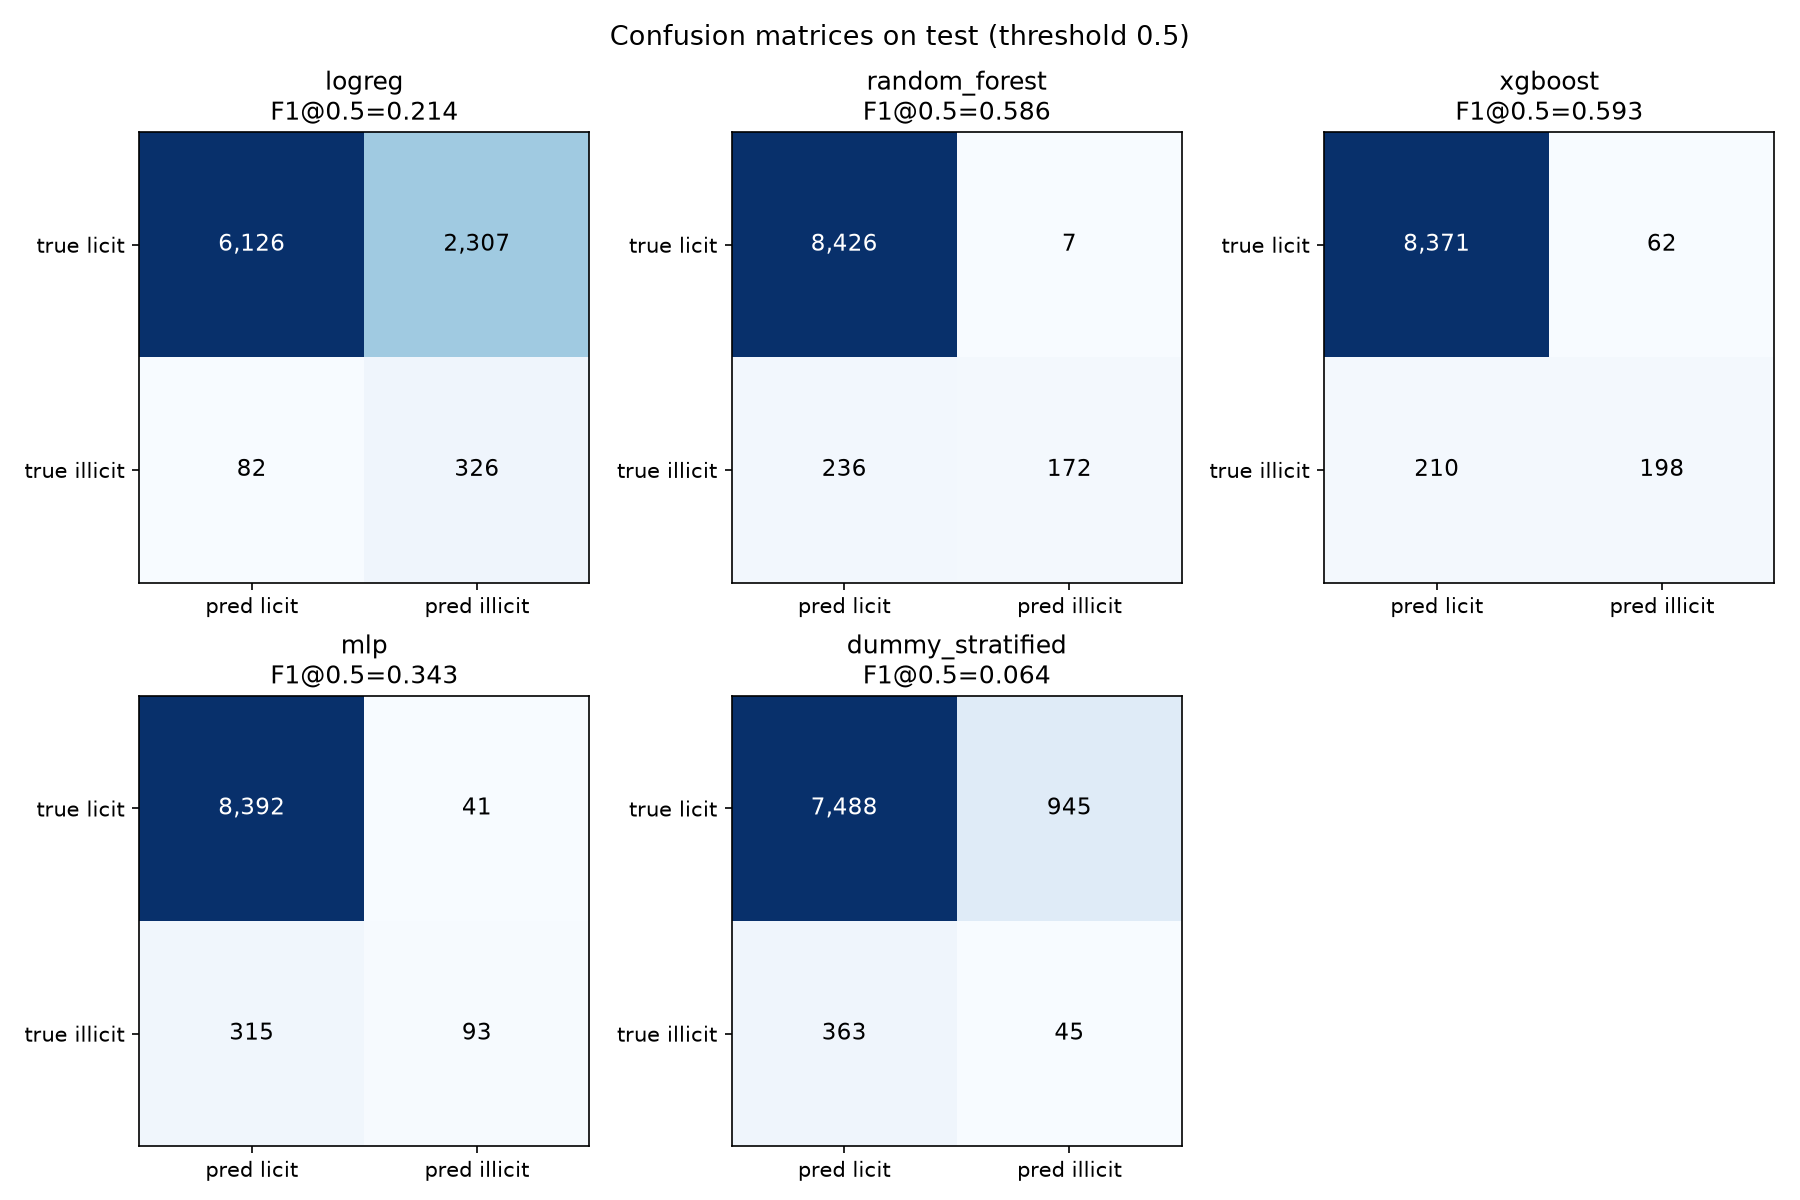 Confusion matrices on test (threshold 0.5)
logreg
F1@0.5=0.214
true licit
6,126
2,307
true illicit
82
326
pred licit
pred illicit
random_forest
F1@0.5=0.586
true licit
8,426
7
true illicit
236
172
pred licit
pred illicit
xgboost
F1@0.5=0.593
true licit
8,371
62
true illicit
210
198
pred licit
pred illicit
mlp
F1@0.5=0.343
true licit
8,392
41
true illicit
315
93
pred licit
pred illicit
dummy_stratified
F1@0.5=0.064
true licit
7,488
945
true illicit
363
45
pred licit
pred illicit